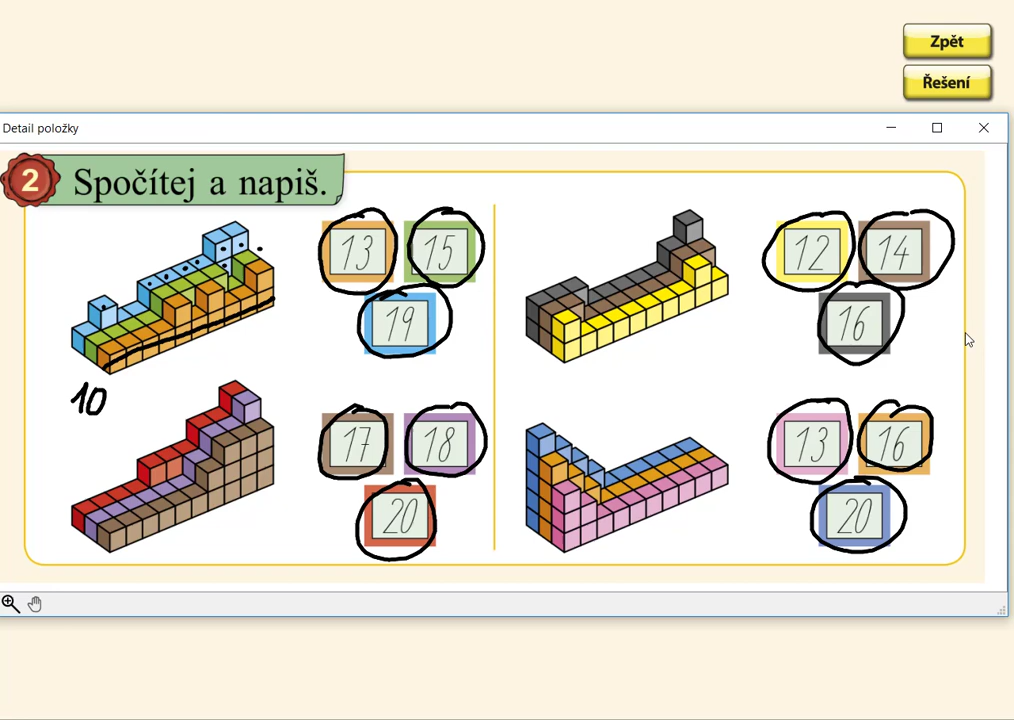 Zpět
Řešení
Detail položky
2 Spočítej a napiš.
13 15
19
12 14
16
10
17 18
20
13 16
20